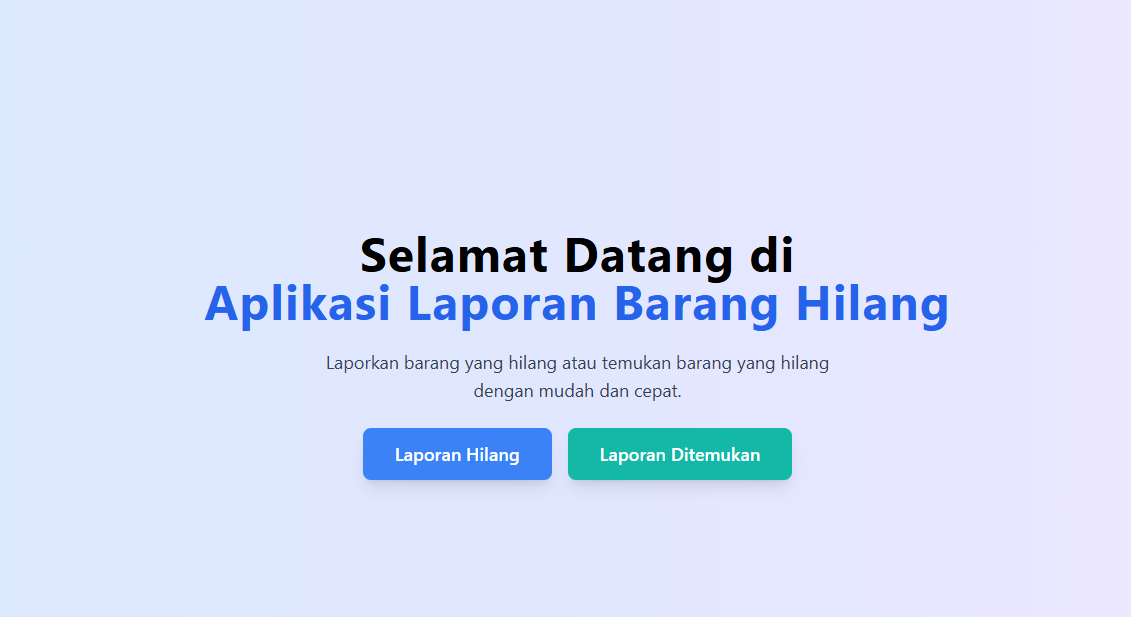 Selamat Datang di
Aplikasi Laporan Barang Hilang
Laporkan barang yang hilang atau temukan barang yang hilang
dengan mudah dan cepat.
Laporan Hilang
Laporan Ditemukan